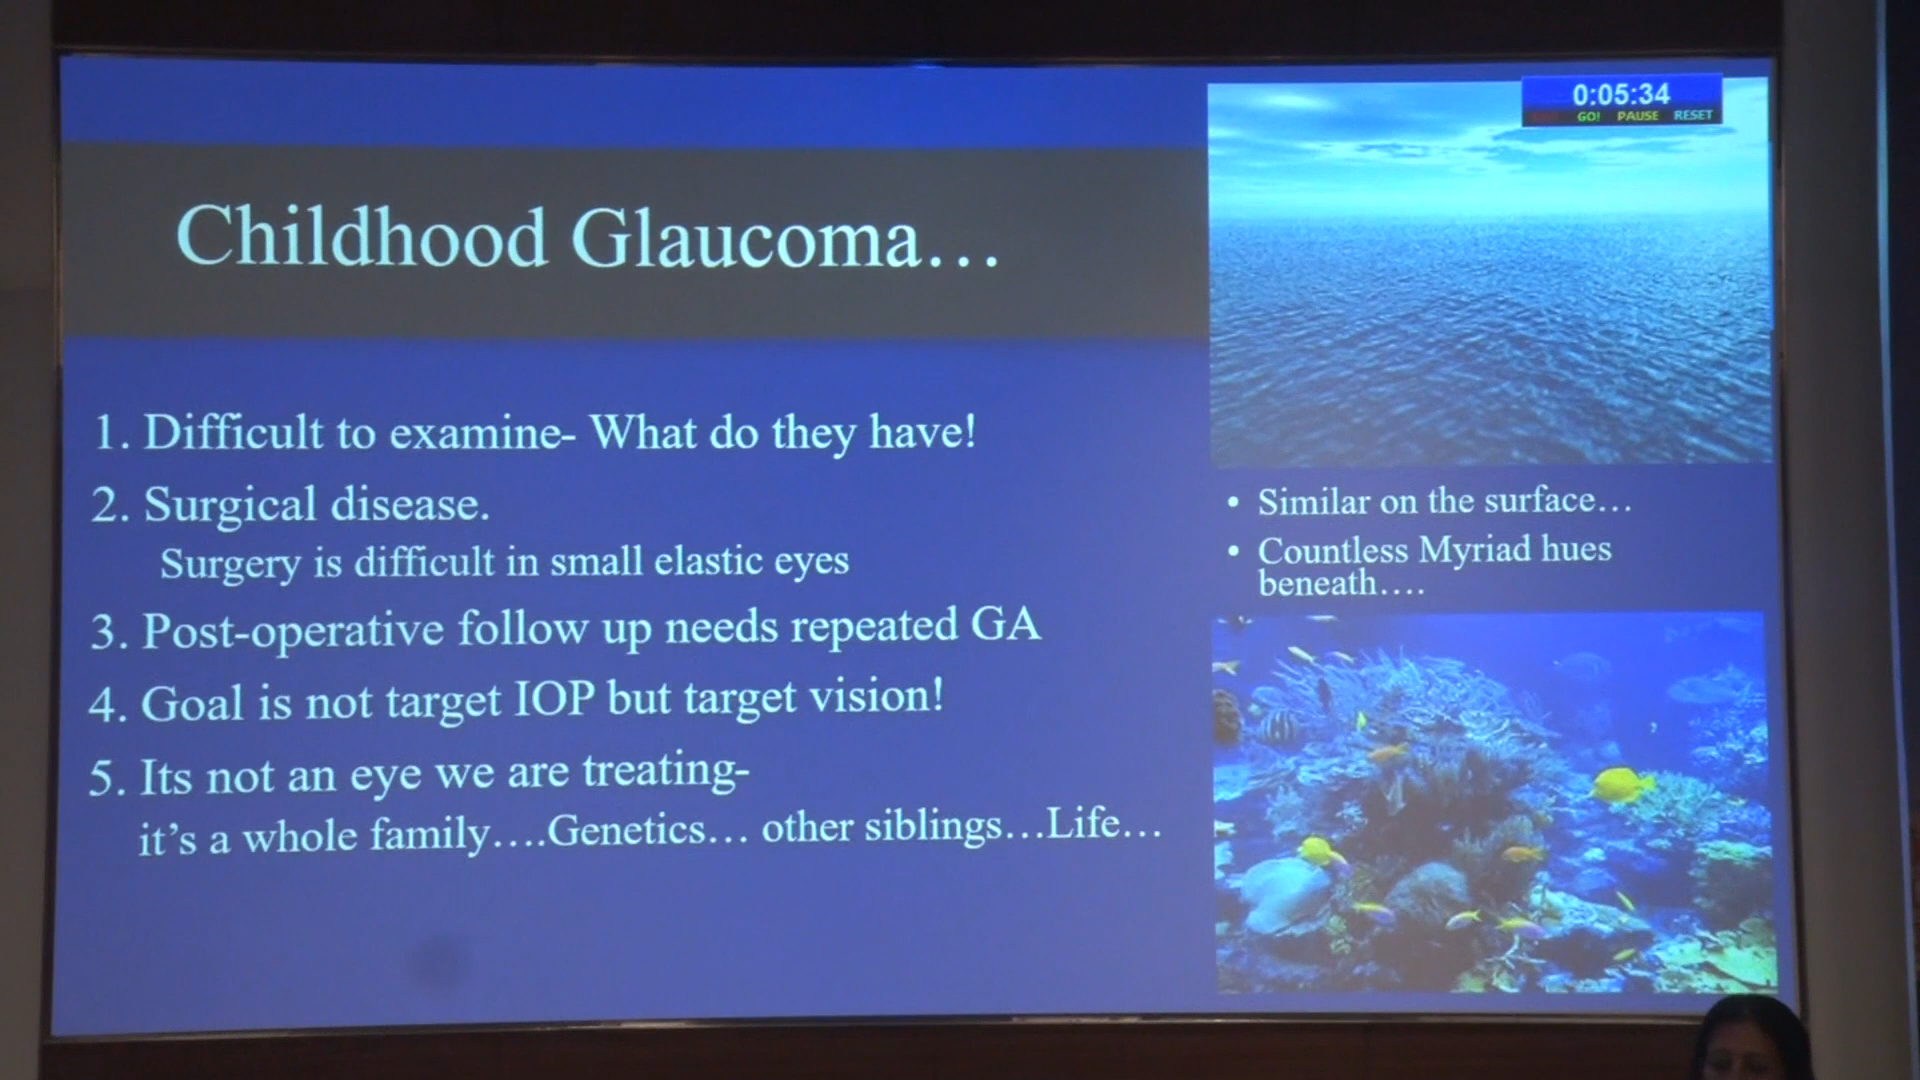 0:05:34
GO! PAUSE RESET
Childhood Glaucoma…
1. Difficult to examine- What do they have!
2. Surgical disease.
Surgery is difficult in small elastic eyes
3. Post-operative follow up needs repeated GA
4. Goal is not target IOP but target vision!
5. Its not an eye we are treating-
it’s a whole family….Genetics… other siblings…Life…
• Similar on the surface…
• Countless Myriad hues
beneath….